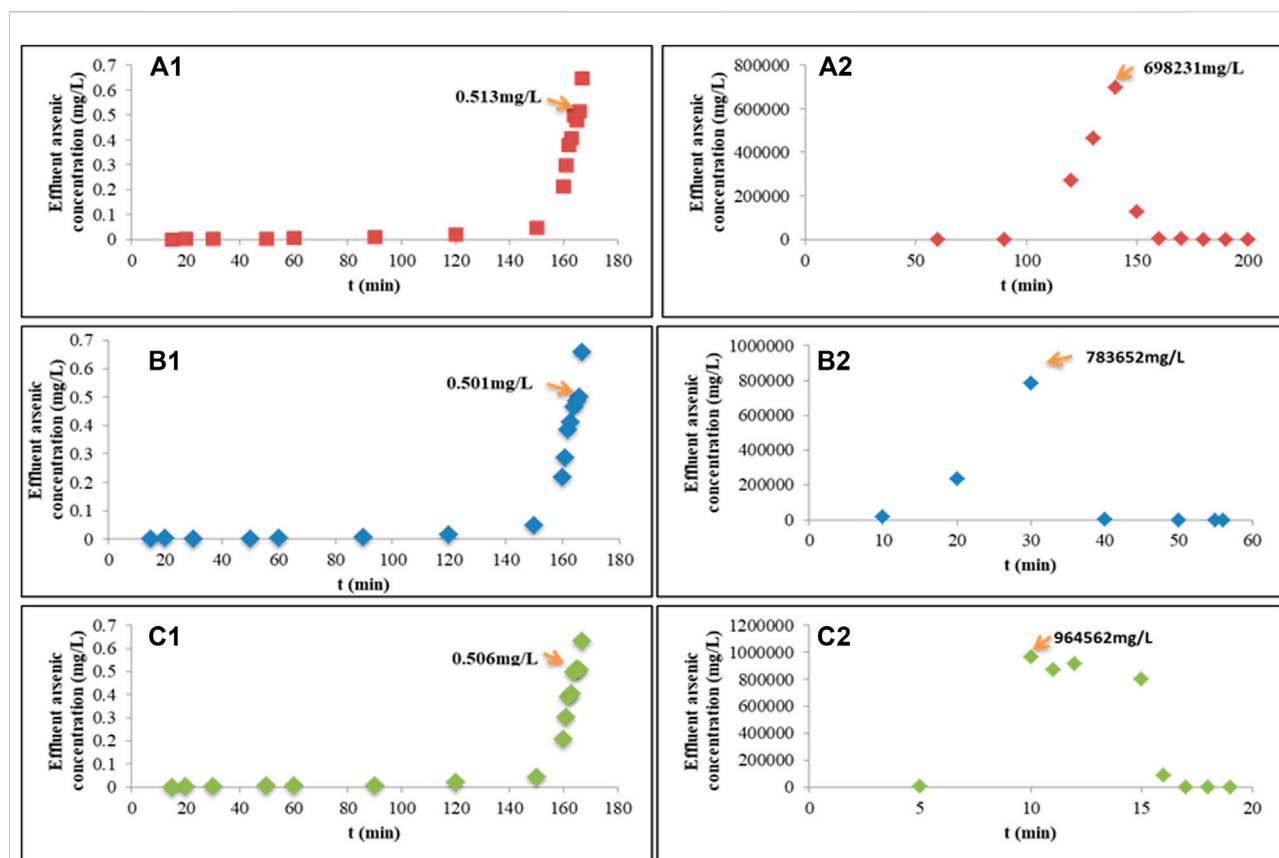 A1
0.513mg/L
Effluent arsenic
concentration (mg/L)
0.7
0.6
0.5
0.4
0.3
0.2
0.1
0
0 20 40 60 80 100 120 140 160 180
t (min)
A2
698231mg/L
Effluent arsenic
concentration (mg/L)
800000
600000
400000
200000
0
0 50 100 150 200
t (min)
B1
0.501mg/L
Effluent arsenic
concentration (mg/L)
0.7
0.6
0.5
0.4
0.3
0.2
0.1
0
0 20 40 60 80 100 120 140 160 180
t (min)
B2
783652mg/L
Effluent arsenic
concentration (mg/L)
1000000
800000
600000
400000
200000
0
0 10 20 30 40 50 60
t (min)
C1
0.506mg/L
Effluent arsenic
concentration (mg/L)
0.7
0.6
0.5
0.4
0.3
0.2
0.1
0
0 20 40 60 80 100 120 140 160 180
t (min)
C2
964562mg/L
Effluent arsenic
concentration (mg/L)
1200000
1000000
800000
600000
400000
200000
0
0 5 10 15 20
t (min)